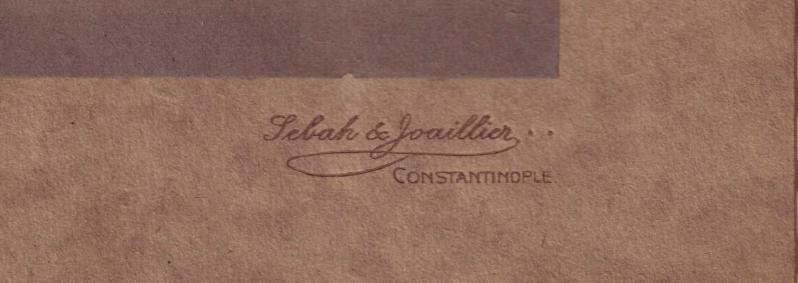 Sebah & Joaillier..
CONSTANTINOPLE.